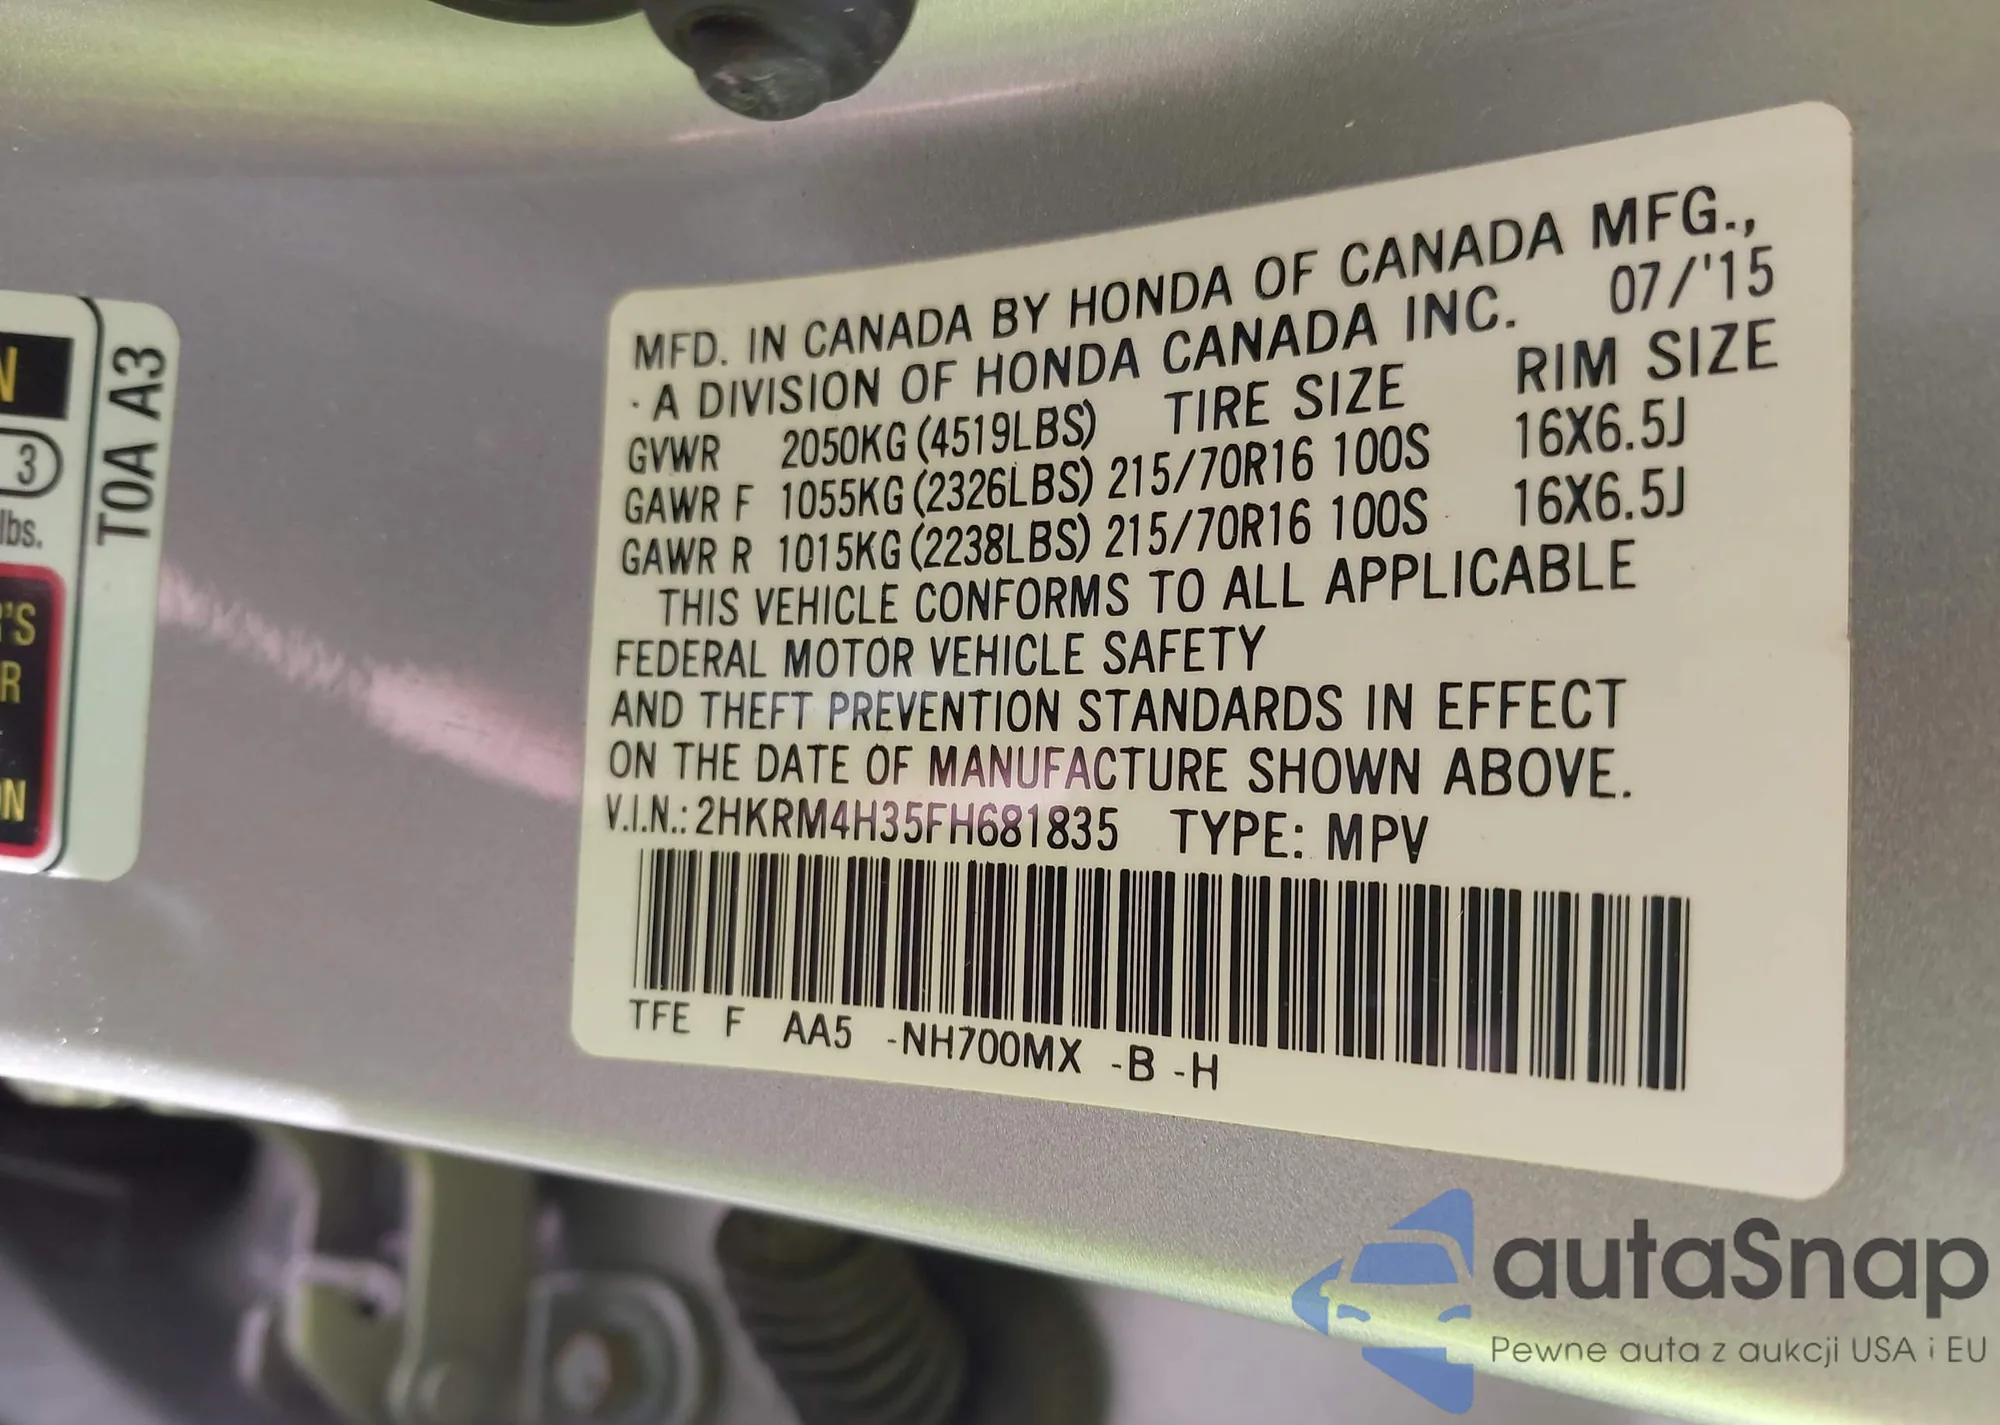 N
3
lbs.
'S
R
ON
T0A A3
MFD. IN CANADA BY HONDA OF CANADA MFG.,
· A DIVISION OF HONDA CANADA INC. 07/'15
GVWR 2050KG (4519LBS) TIRE SIZE RIM SIZE
GAWR F 1055KG (2326LBS) 215/70R16 100S 16X6.5J
GAWR R 1015KG (2238LBS) 215/70R16 100S 16X6.5J
THIS VEHICLE CONFORMS TO ALL APPLICABLE
FEDERAL MOTOR VEHICLE SAFETY
AND THEFT PREVENTION STANDARDS IN EFFECT
ON THE DATE OF MANUFACTURE SHOWN ABOVE.
V.I.N.: 2HKRM4H35FH681835 TYPE: MPV
TFE F AA5 -NH700MX -B -H
autaSnap
Pewne auta z aukcji USA i EU